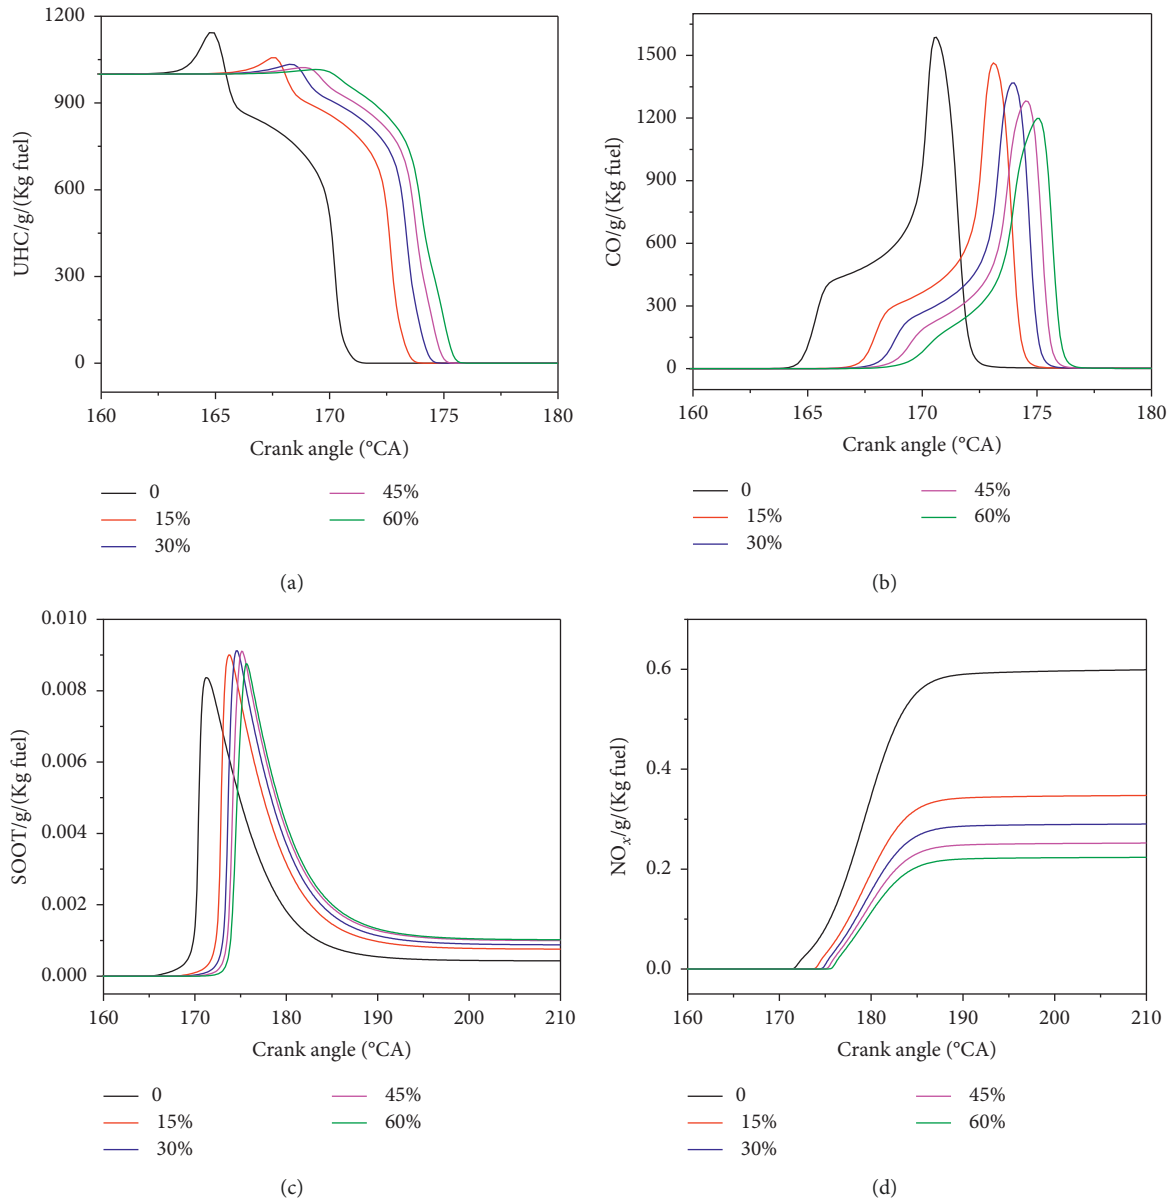 1200
900
600
300
0
UHC/g/(Kg fuel)
160 165 170 175 180
Crank angle (°CA)
0 45%
15% 60%
30%
(a)
1500
1200
900
600
300
0
CO/g/(Kg fuel)
160 165 170 175 180
Crank angle (°CA)
0 45%
15% 60%
30%
(b)
0.010
0.008
0.006
0.004
0.002
0.000
SOOT/g/(Kg fuel)
160 170 180 190 200 210
Crank angle (°CA)
0 45%
15% 60%
30%
(c)
0.6
0.4
0.2
0.0
NOx/g/(Kg fuel)
160 170 180 190 200 210
Crank angle (°CA)
0 45%
15% 60%
30%
(d)